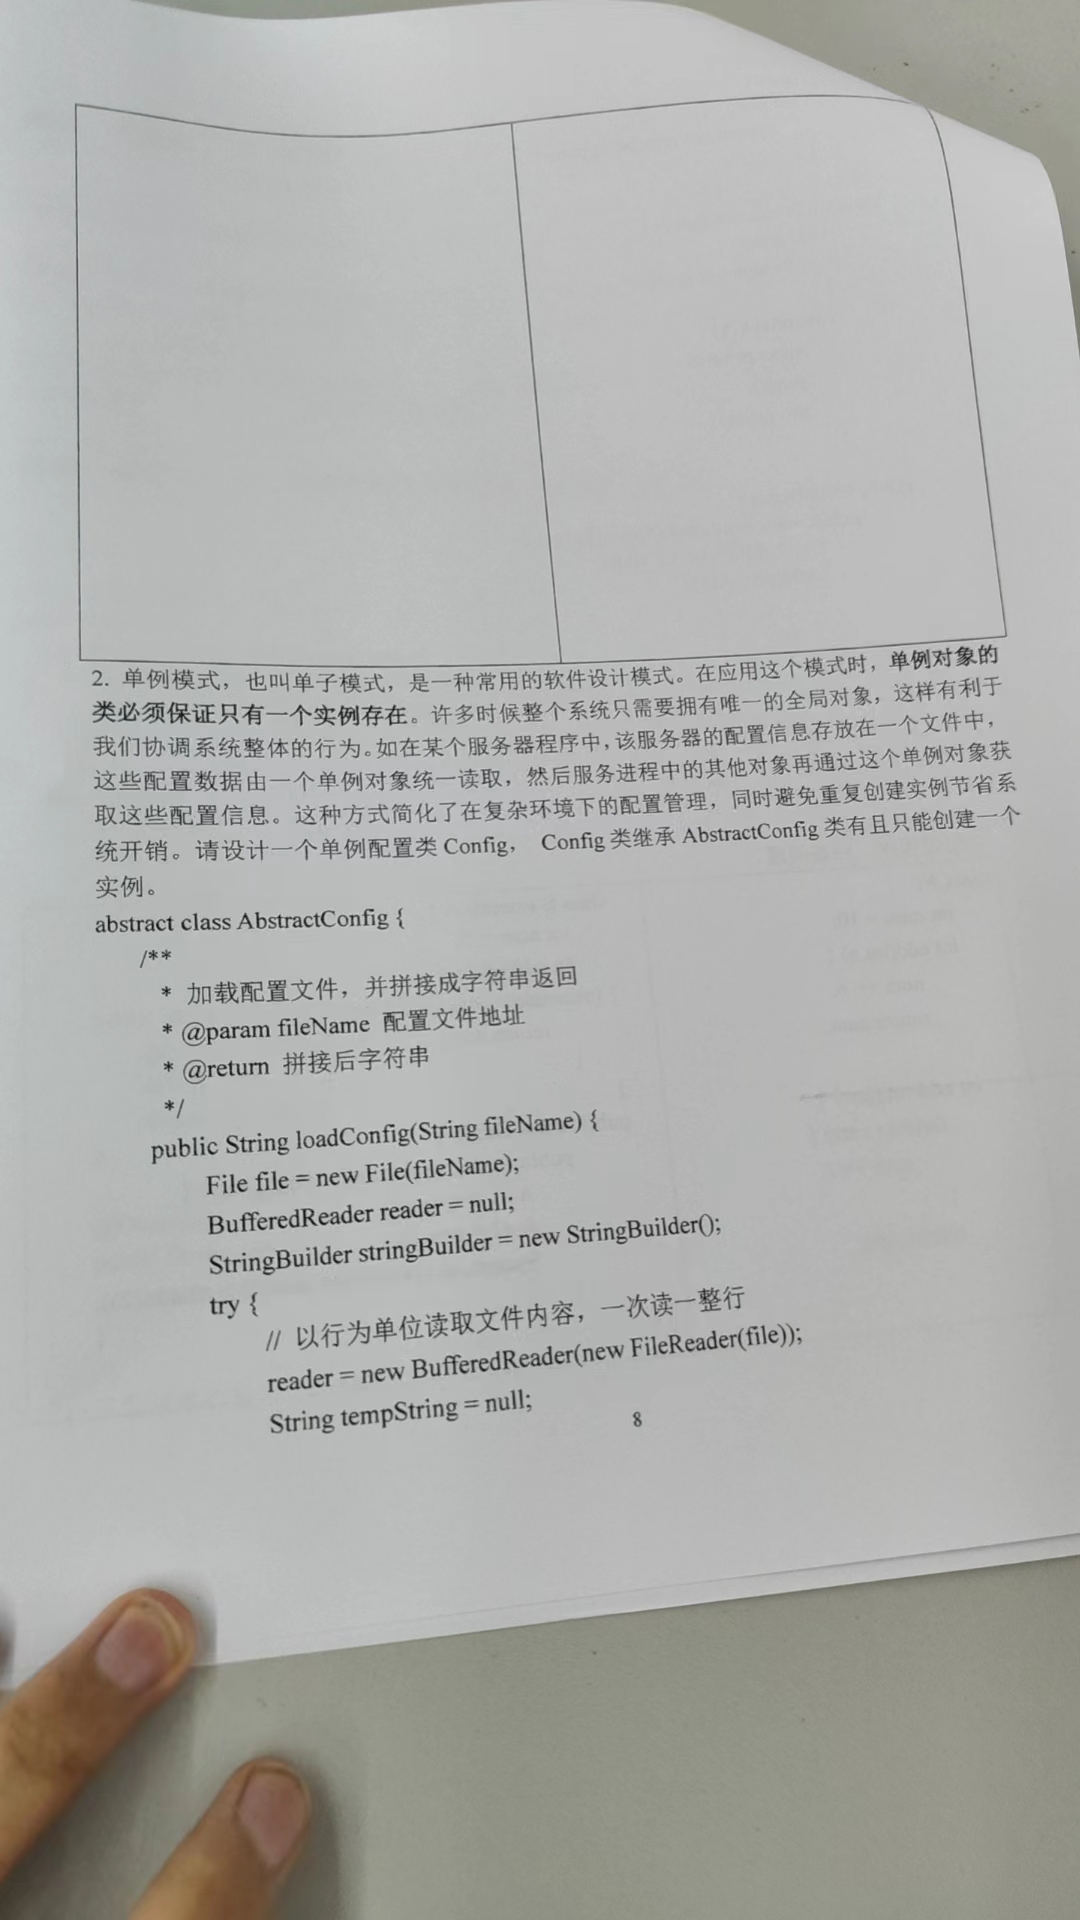 2. 单例模式，也叫单子模式，是一种常用的软件设计模式。在应用这个模式时，单例对象的
类必须保证只有一个实例存在。许多时候整个系统只需要拥有唯一的全局对象，这样有利于
我们协调系统整体的行为。如在某个服务器程序中，该服务器的配置信息存放在一个文件中，
这些配置数据由一个单例对象统一读取，然后服务进程中的其他对象再通过这个单例对象获
取这些配置信息。这种方式简化了在复杂环境下的配置管理，同时避免重复创建实例节省系
统开销。请设计一个单例配置类 Config， Config 类继承 AbstractConfig 类有且只能创建一个
实例。
abstract class AbstractConfig {
/**
* 加载配置文件，并拼接成字符串返回
* @param fileName 配置文件地址
* @return 拼接后字符串
*/
public String loadConfig(String fileName) {
File file = new File(fileName);
BufferedReader reader = null;
StringBuilder stringBuilder = new StringBuilder();
try {
// 以行为单位读取文件内容，一次读一整行
reader = new BufferedReader(new FileReader(file));
String tempString = null;
8